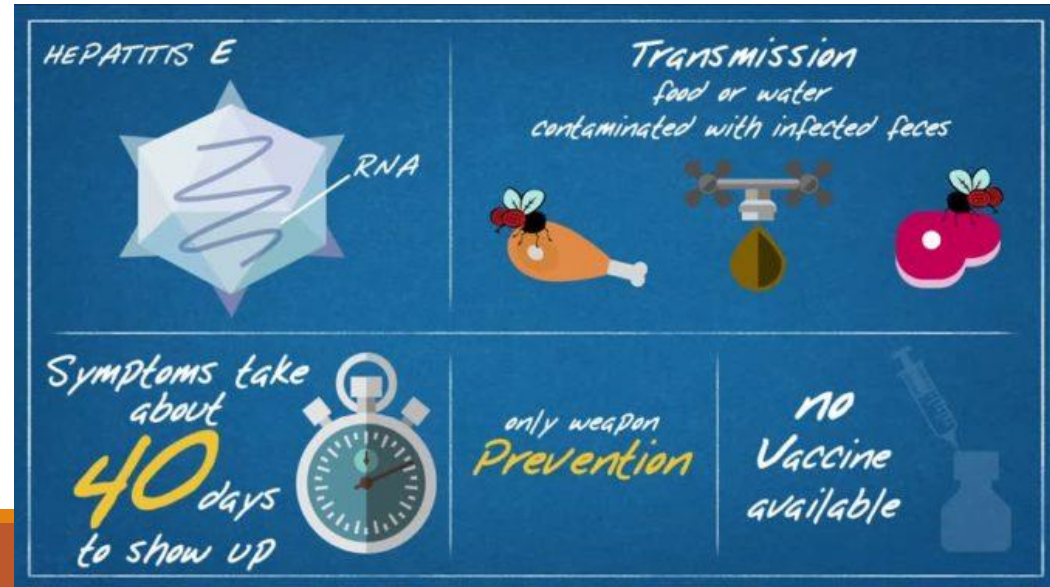 HEPATITIS E
RNA
Transmission
food or water
contaminated with infected feces
Symptoms take
about
40 days
to show up
only weapon
Prevention
no
Vaccine
available